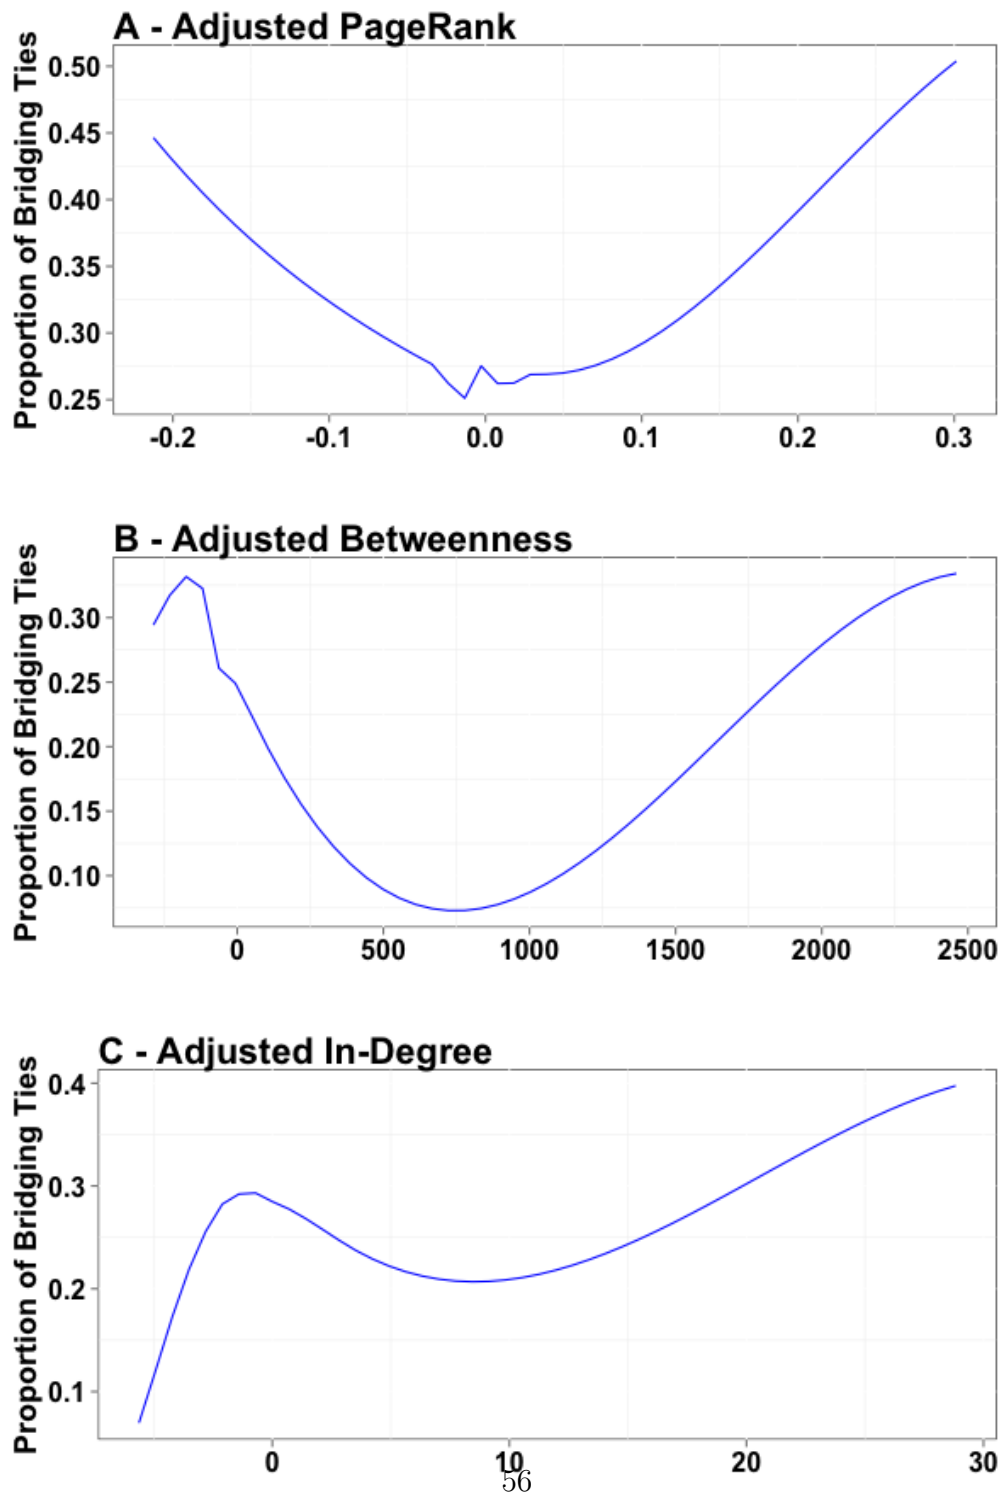 A - Adjusted PageRank
Proportion of Bridging Ties
0.50
0.45
0.40
0.35
0.30
0.25
-0.2 -0.1 0.0 0.1 0.2 0.3
B - Adjusted Betweenness
Proportion of Bridging Ties
0.30
0.25
0.20
0.15
0.10
0 500 1000 1500 2000 2500
C - Adjusted In-Degree
Proportion of Bridging Ties
0.4
0.3
0.2
0.1
0 10 20 30
56